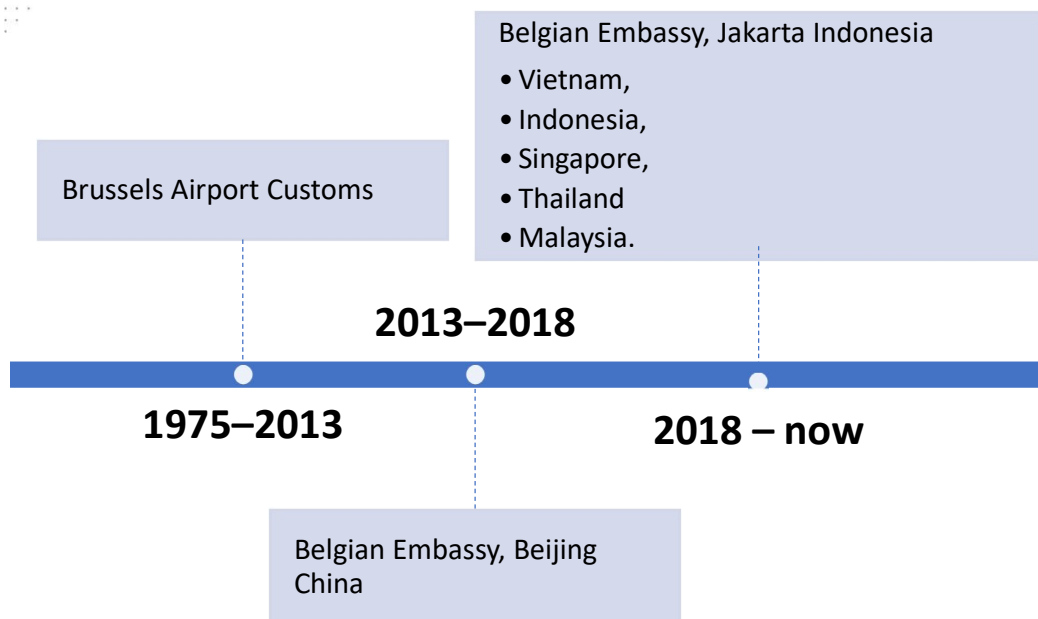 Belgian Embassy, Jakarta Indonesia
• Vietnam,
• Indonesia,
• Singapore,
• Thailand
• Malaysia.
Brussels Airport Customs
2013–2018
1975–2013
2018 – now
Belgian Embassy, Beijing
China